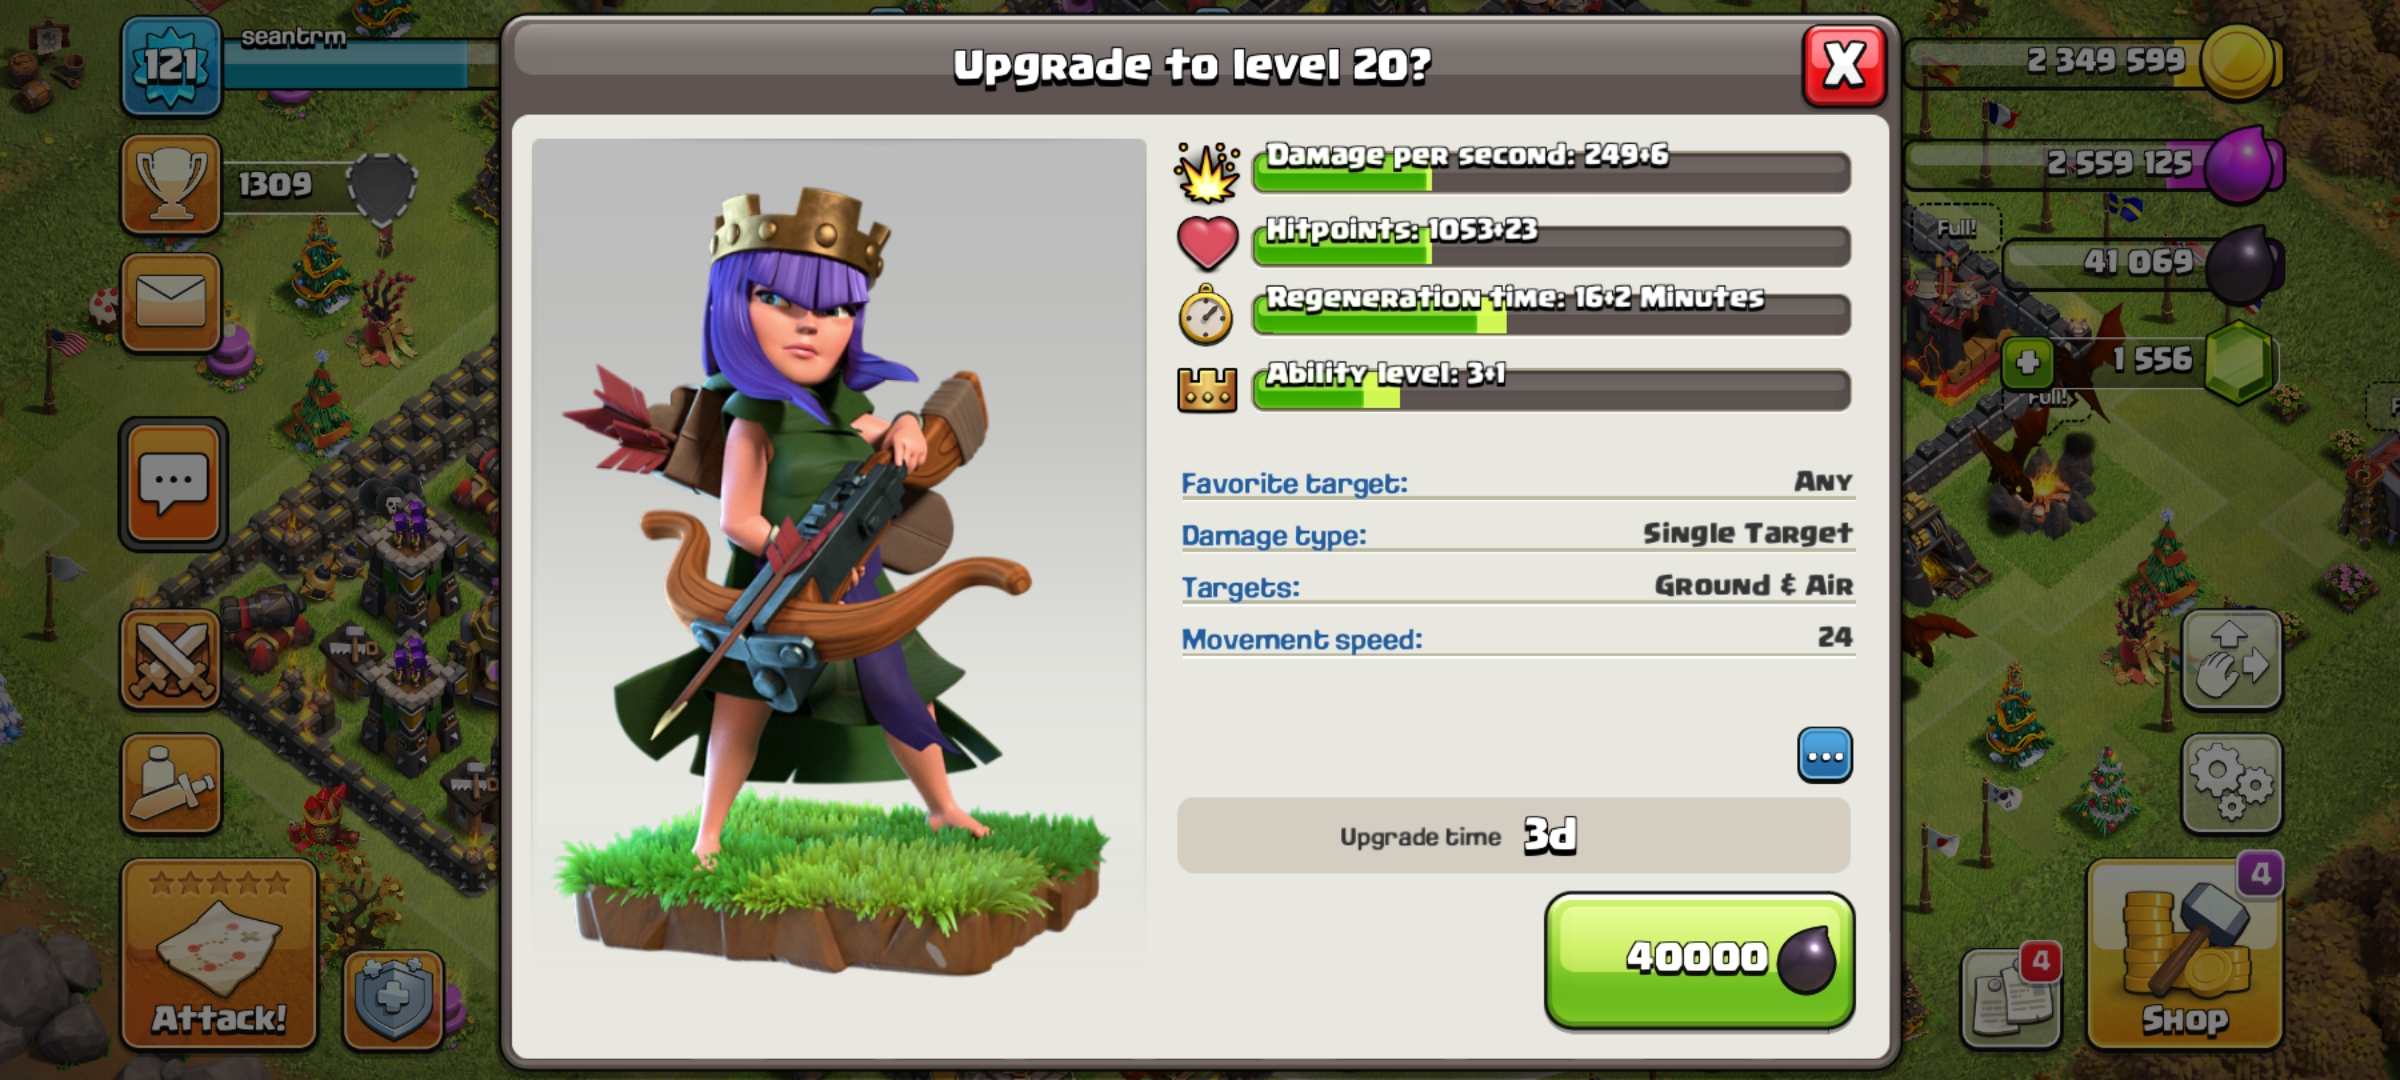 121
seantrm
Upgrade to level 20?
X
2 349 599
1309
Damage per second: 249+6
2 559 125
Hitpoints: 1053+23
Full!
41 069
Regeneration time: 16+2 Minutes
1 556
Ability level: 3+1
Full!
Favorite target: Any
Damage type: Single Target
Targets: Ground & Air
Movement speed: 24
Upgrade time 3d
4
40000
4
Attack!
Shop